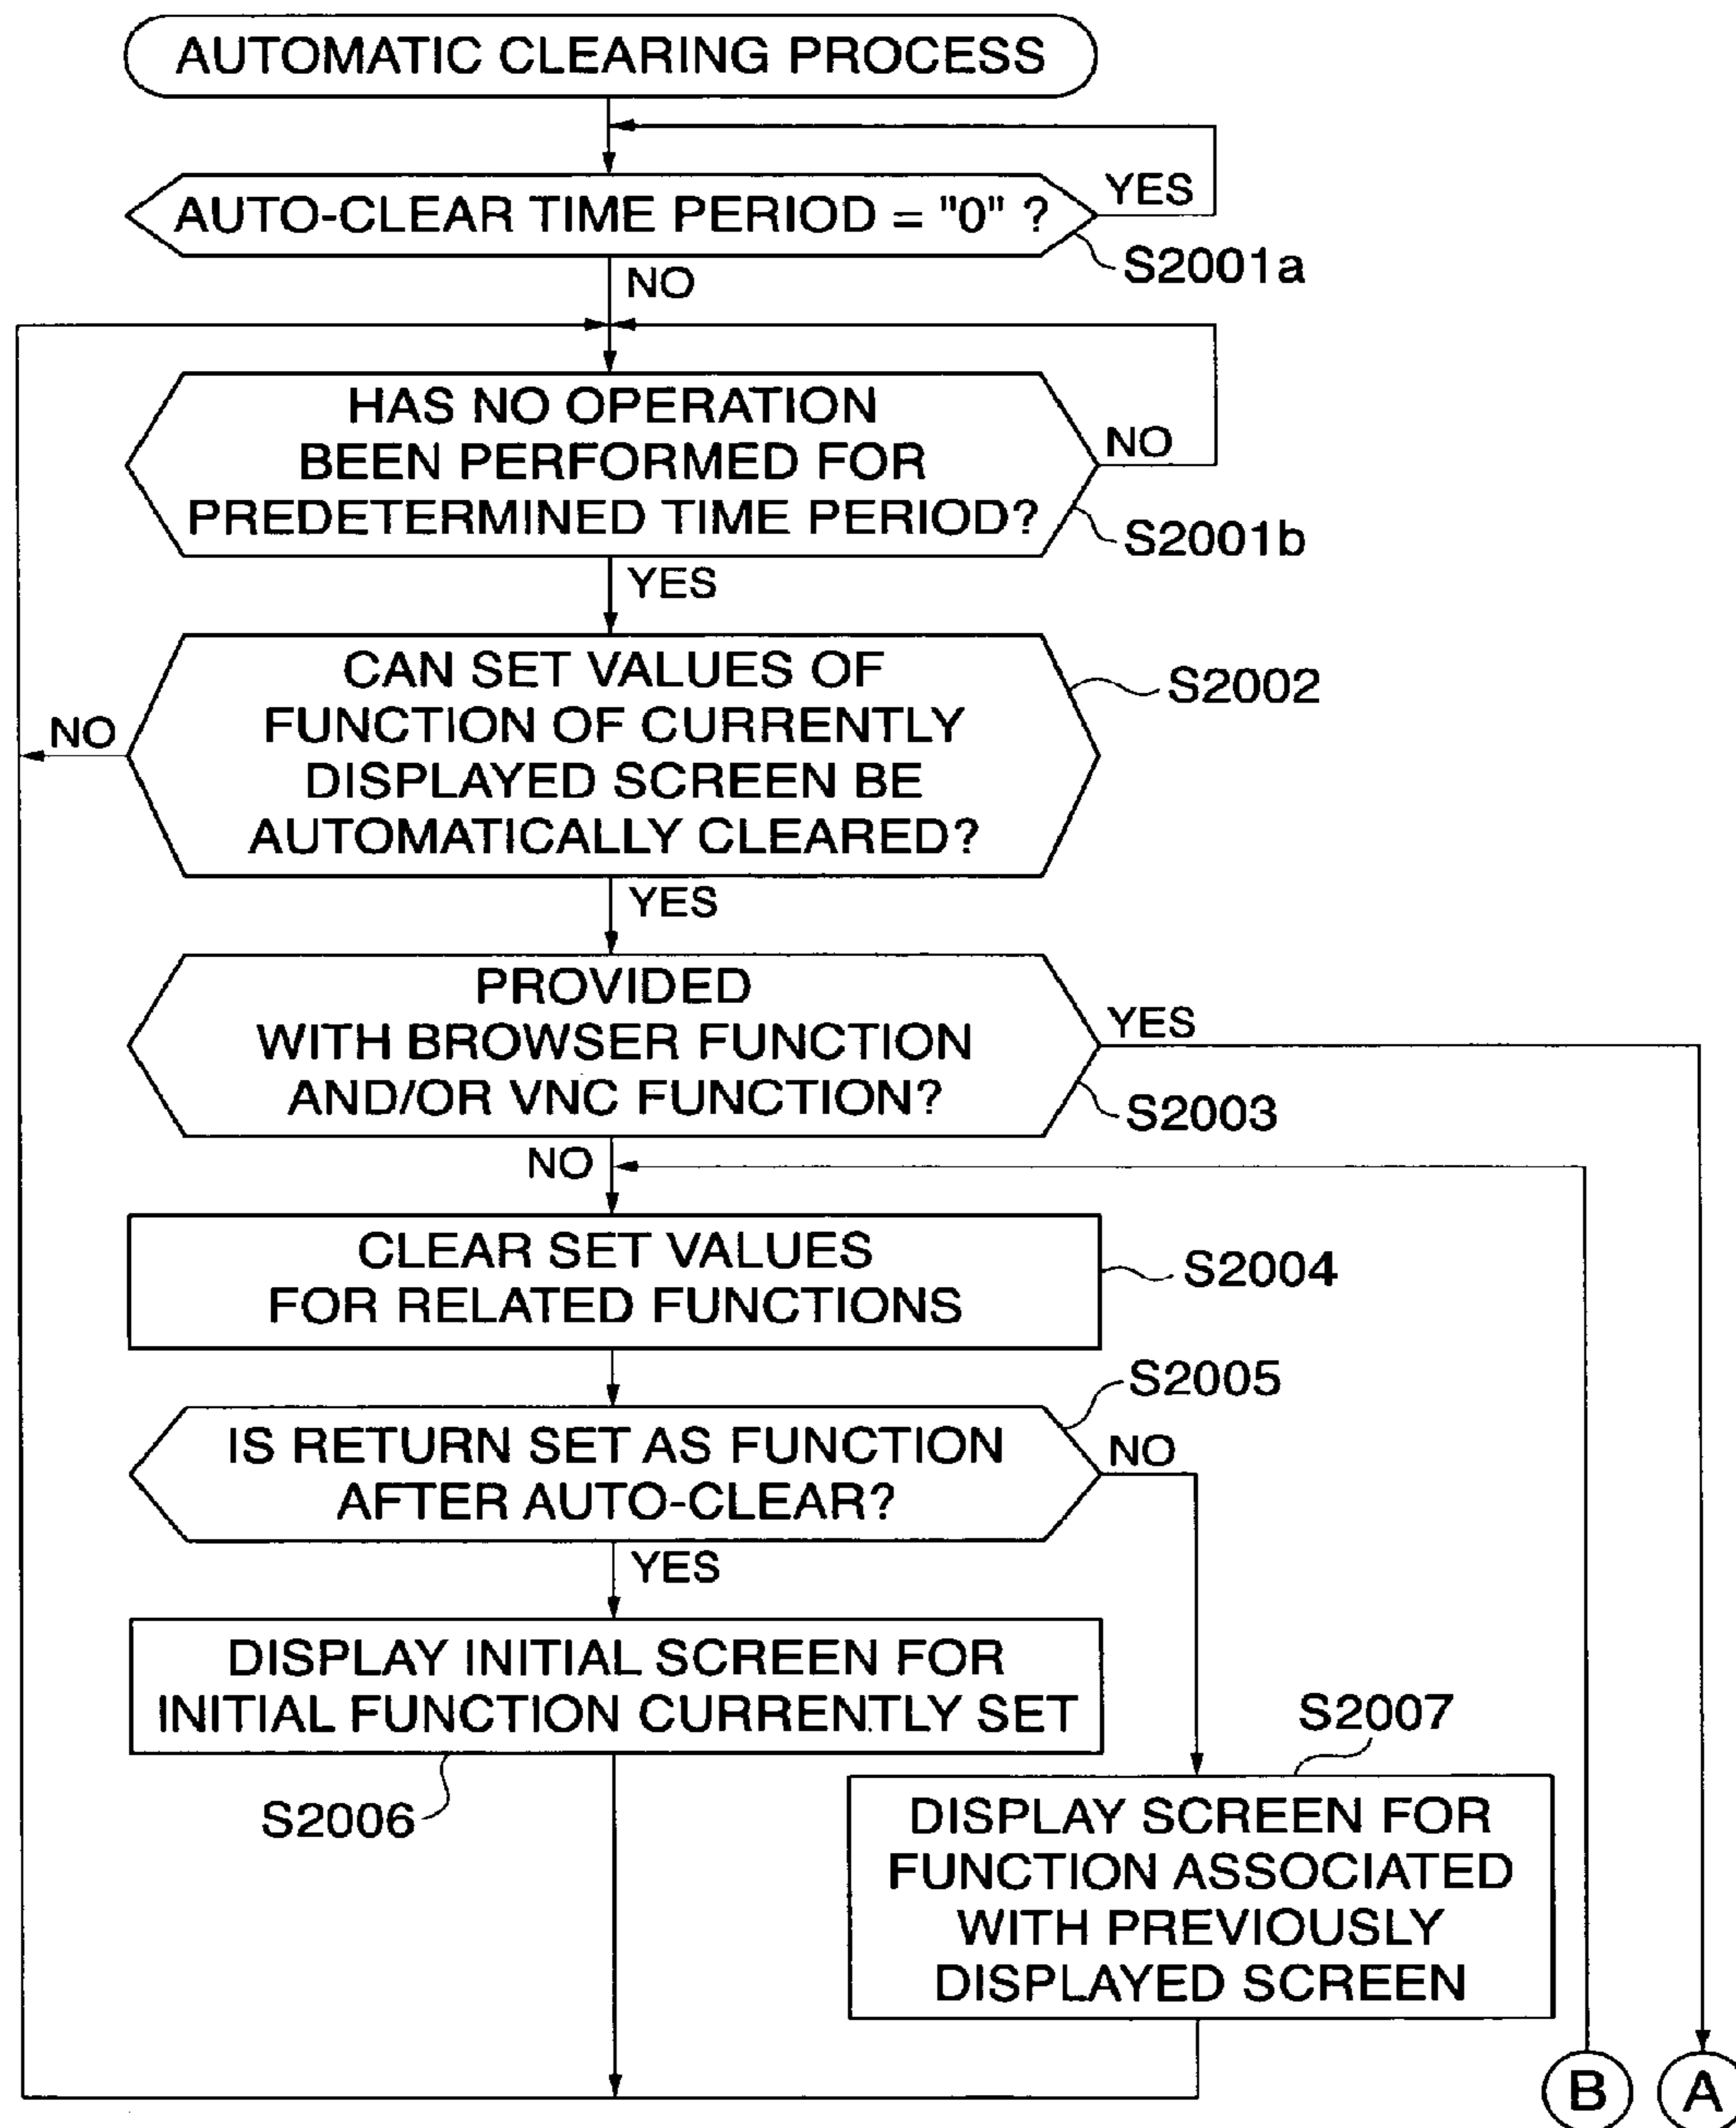 AUTOMATIC CLEARING PROCESS
AUTO-CLEAR TIME PERIOD = "0" ?
YES
S2001a
NO
HAS NO OPERATION
BEEN PERFORMED FOR
PREDETERMINED TIME PERIOD?
NO
S2001b
YES
CAN SET VALUES OF
FUNCTION OF CURRENTLY
DISPLAYED SCREEN BE
AUTOMATICALLY CLEARED?
S2002
NO
YES
PROVIDED
WITH BROWSER FUNCTION
AND/OR VNC FUNCTION?
YES
S2003
NO
CLEAR SET VALUES
FOR RELATED FUNCTIONS
S2004
S2005
IS RETURN SET AS FUNCTION
AFTER AUTO-CLEAR?
NO
YES
DISPLAY INITIAL SCREEN FOR
INITIAL FUNCTION CURRENTLY SET
S2006
S2007
DISPLAY SCREEN FOR
FUNCTION ASSOCIATED
WITH PREVIOUSLY
DISPLAYED SCREEN
B
A